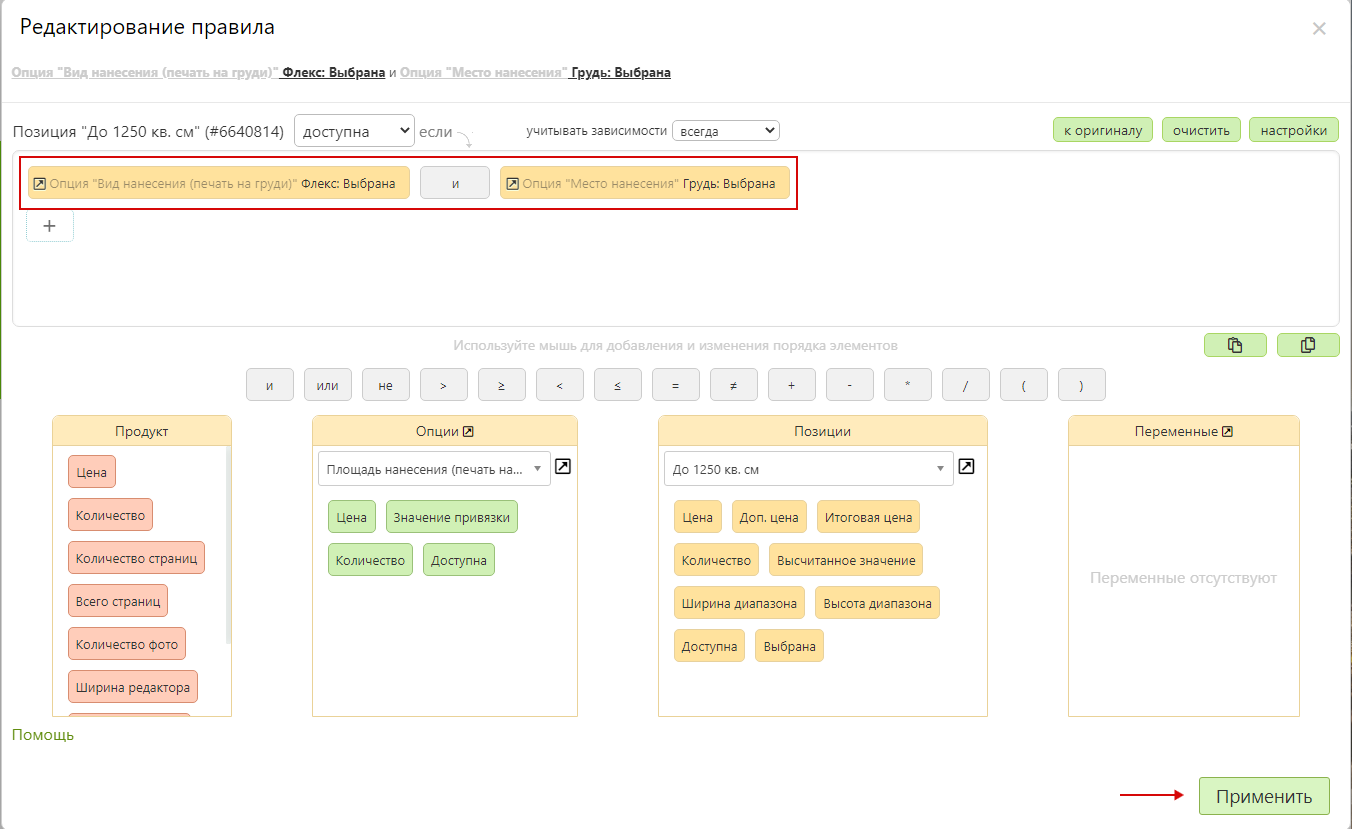 Редактирование правила
Опция "Вид нанесения (печать на груди)" Флекс: Выбрана и Опция "Место нанесения" Грудь: Выбрана
Позиция "До 1250 кв. см" (#6640814) доступна если учитывать зависимости всегда к оригиналу очистить настройки
Опция "Вид нанесения (печать на груди)" Флекс: Выбрана и Опция "Место нанесения" Грудь: Выбрана
+
Используйте мышь для добавления и изменения порядка элементов
и или не > ≥ < ≤ = ≠ + - * / ( )
Продукт
Цена
Количество
Количество страниц
Всего страниц
Количество фото
Ширина редактора
Опции
Площадь нанесения (печать на...
Цена Значение привязки
Количество Доступна
Позиции
До 1250 кв. см
Цена Доп. цена Итоговая цена
Количество Высчитанное значение
Ширина диапазона Высота диапазона
Доступна Выбрана
Переменные
Переменные отсутствуют
Помощь
Применить